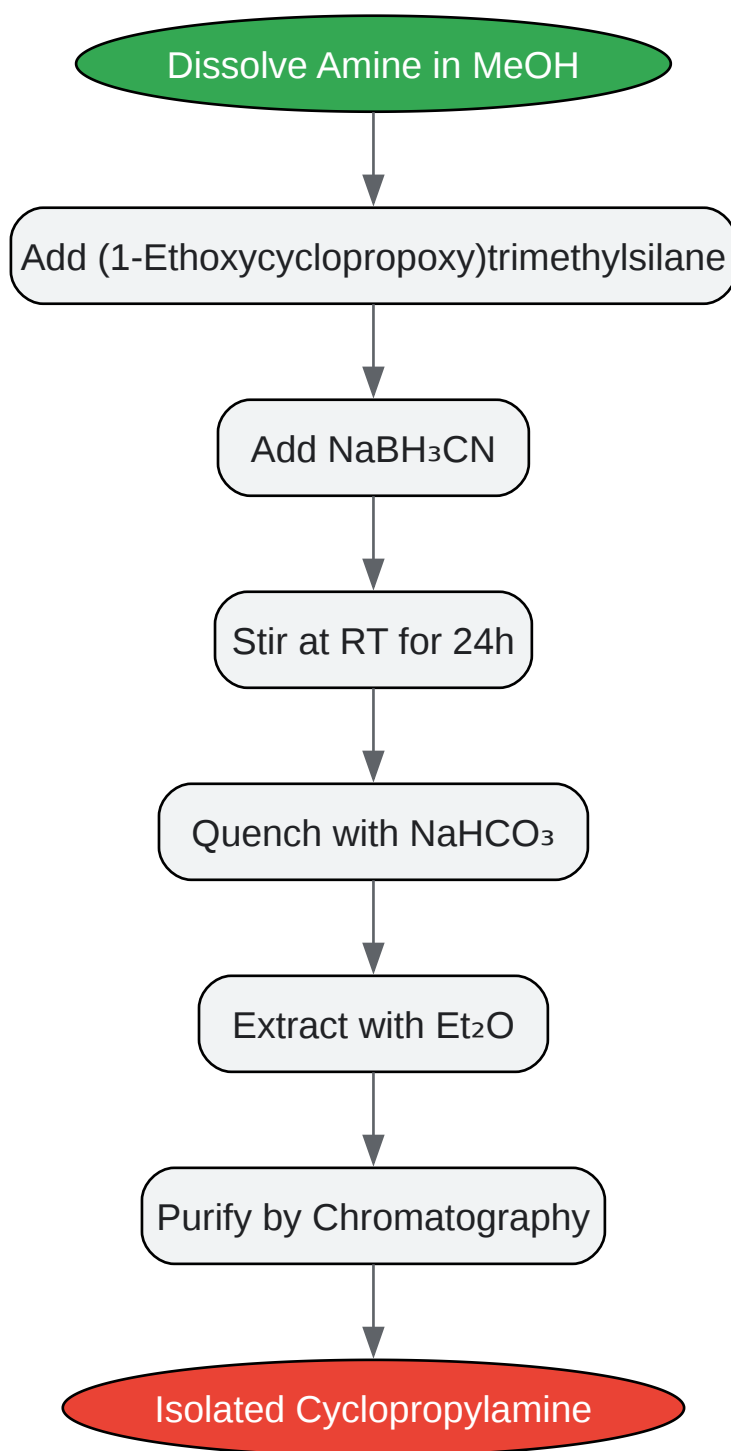 Dissolve Amine in MeOH
Add (1-Ethoxycyclopropoxy)trimethylsilane
Add NaBH₃CN
Stir at RT for 24h
Quench with NaHCO₃
Extract with Et₂O
Purify by Chromatography
Isolated Cyclopropylamine